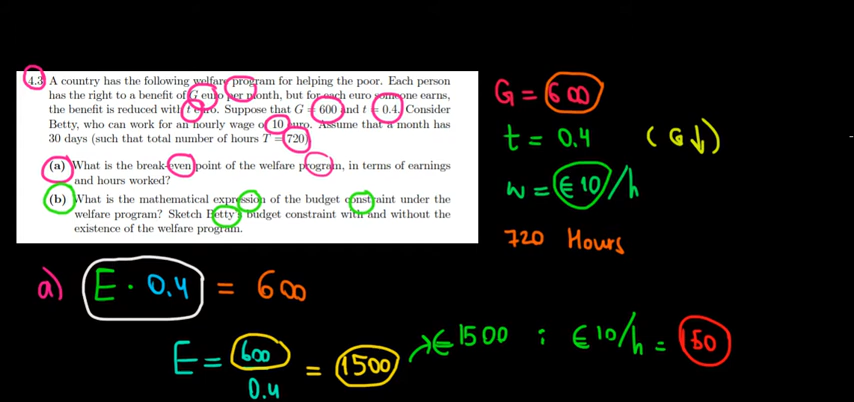 4.3 A country has the following welfare program for helping the poor. Each person
has the right to a benefit of G euro per month, but for each euro someone earns,
the benefit is reduced with t euro. Suppose that G = 600 and t = 0.4. Consider
Betty, who can work for an hourly wage of 10 euro. Assume that a month has
30 days (such that total number of hours T = 720)
(a) What is the break-even point of the welfare program, in terms of earnings
and hours worked?
(b) What is the mathematical expression of the budget constraint under the
welfare program? Sketch Betty's budget constraint with and without the
existence of the welfare program.
G = 600
t = 0.4 (G↓)
w = €10/h
720 Hours
a) E · 0.4 = 600
E = 600/0.4 = 1500 → €1500 : €10/h = 150